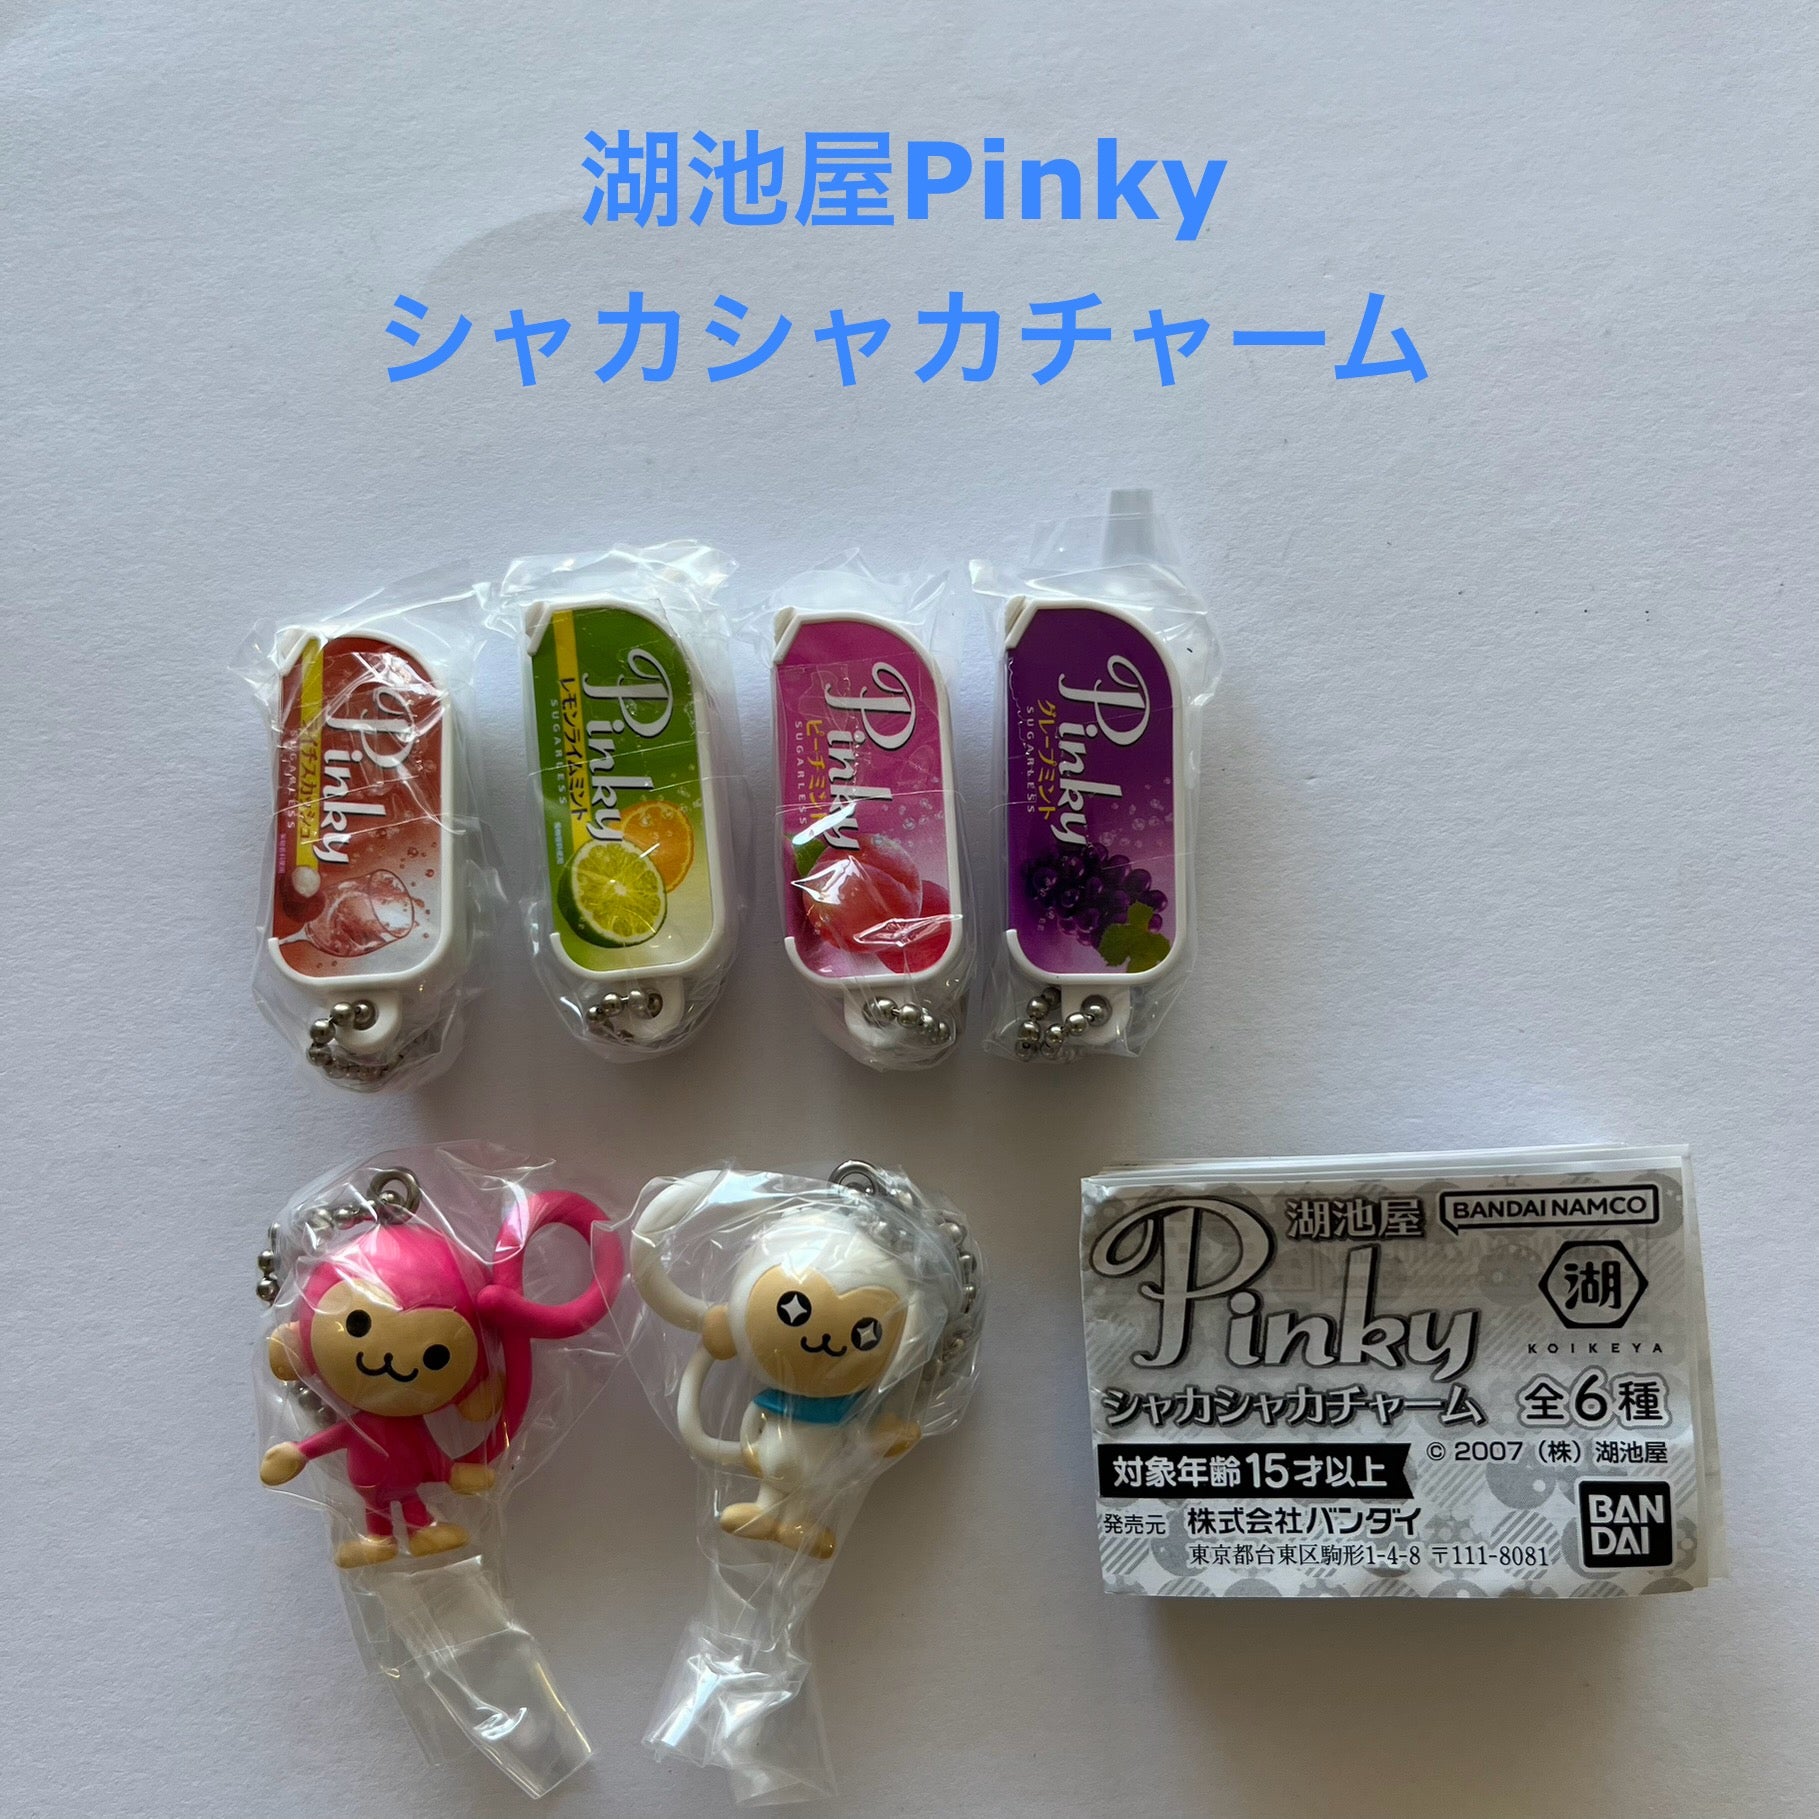 湖池屋Pinky
シャカシャカチャーム
Pinky
SUGARLESS
Pinky
レモンライムミント
SUGARLESS
Pinky
ピーチミント
SUGARLESS
Pinky
グレープミント
SUGARLESS
湖池屋
BANDAI NAMCO
Pinky
湖
KOIKEYA
シャカシャカチャーム 全6種
© 2007 (株) 湖池屋
対象年齢15才以上
発売元 株式会社バンダイ
東京都台東区駒形1-4-8 〒111-8081
BAN
DAI